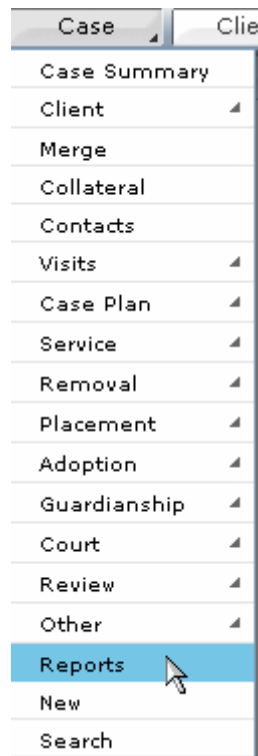 Case Clie
Case Summary
Client
Merge
Collateral
Contacts
Visits
Case Plan
Service
Removal
Placement
Adoption
Guardianship
Court
Review
Other
Reports
New
Search